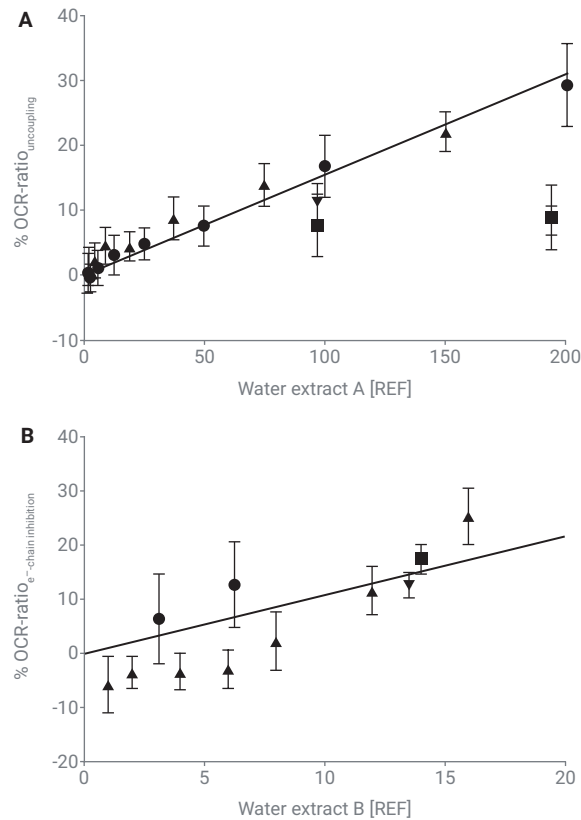 A
% OCR-ratio uncoupling
40
30
20
10
0
-10
0 50 100 150 200
Water extract A [REF]
B
% OCR-ratio e⁻-chain inhibition
40
30
20
10
0
-10
-20
0 5 10 15 20
Water extract B [REF]